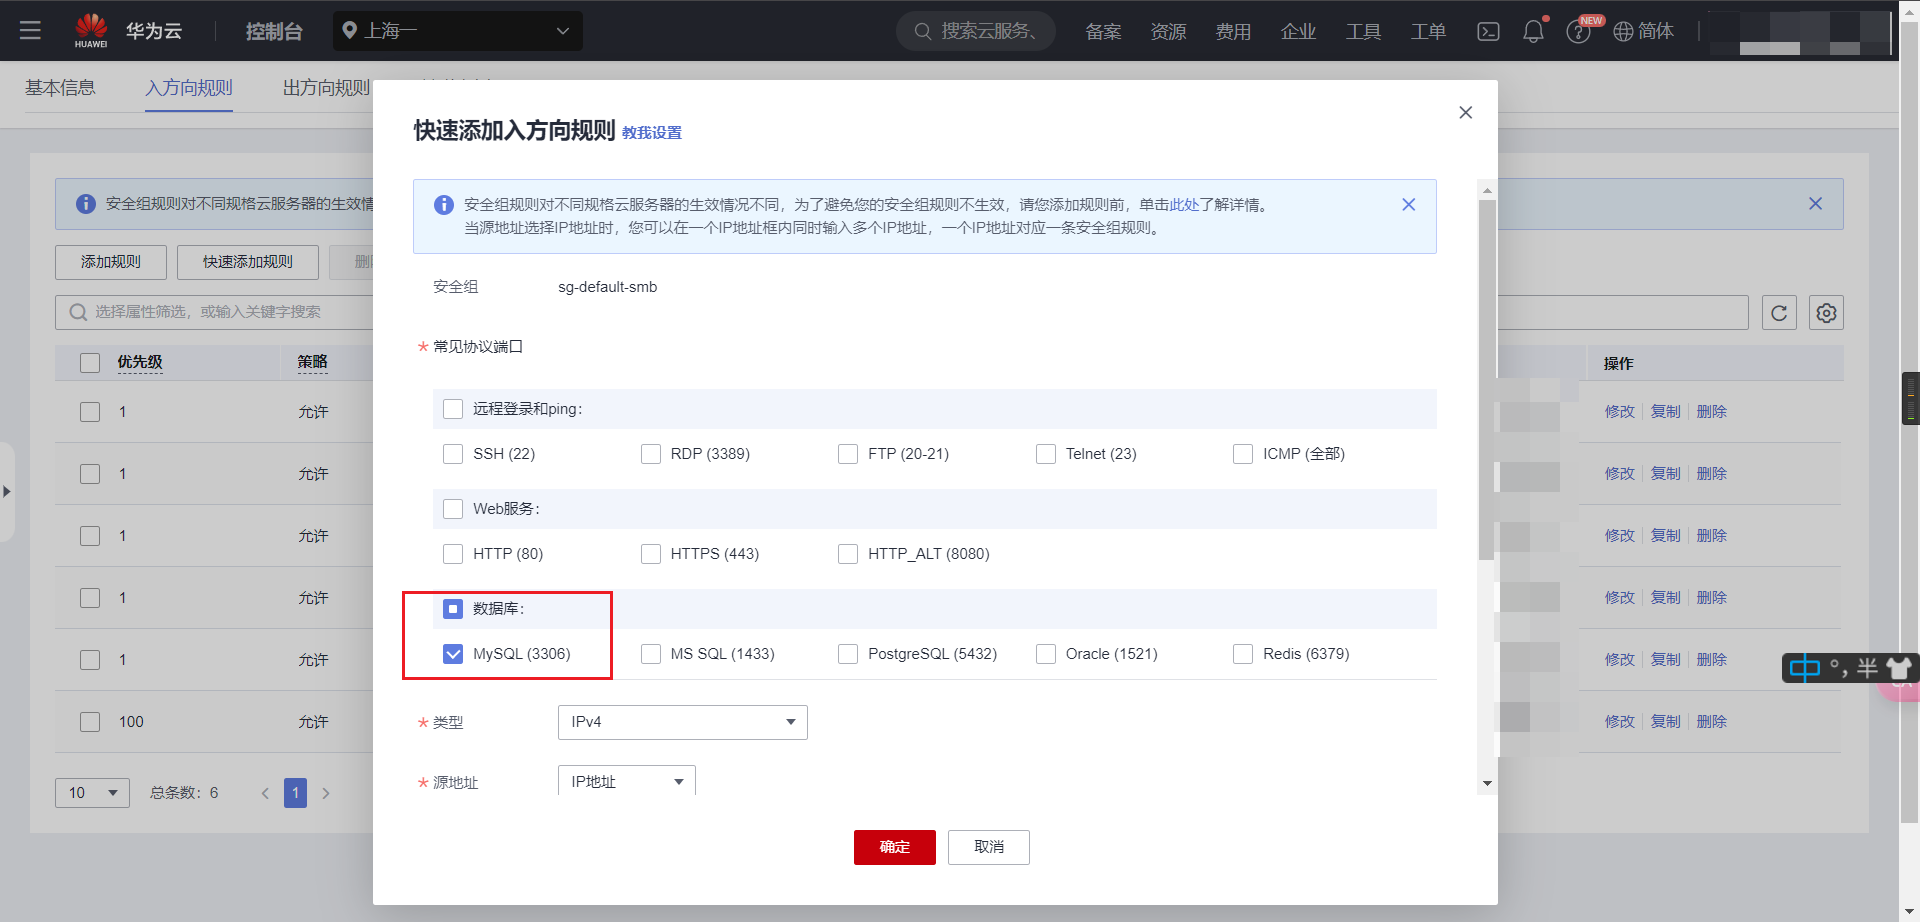 HUAWEI
华为云
控制台
上海一
搜索云服务、
备案
资源
费用
企业
工具
工单
NEW
简体
基本信息
入方向规则
出方向规则
快速添加入方向规则 教我设置
安全组规则对不同规格云服务器的生效情
安全组规则对不同规格云服务器的生效情况不同，为了避免您的安全组规则不生效，请您添加规则前，单击此处了解详情。
当源地址选择IP地址时，您可以在一个IP地址框内同时输入多个IP地址，一个IP地址对应一条安全组规则。
添加规则
快速添加规则
安全组
sg-default-smb
选择属性筛选，或输入关键字搜索
* 常见协议端口
优先级
策略
操作
远程登录和ping：
1
允许
修改
复制
删除
SSH (22)
RDP (3389)
FTP (20-21)
Telnet (23)
ICMP (全部)
1
允许
修改
复制
删除
Web服务：
1
允许
修改
复制
删除
HTTP (80)
HTTPS (443)
HTTP_ALT (8080)
1
允许
修改
复制
删除
数据库：
MySQL (3306)
MS SQL (1433)
PostgreSQL (5432)
Oracle (1521)
Redis (6379)
1
允许
修改
复制
删除
中 °, 半
100
允许
修改
复制
删除
* 类型
IPv4
* 源地址
IP地址
10
总条数：6
1
确定
取消